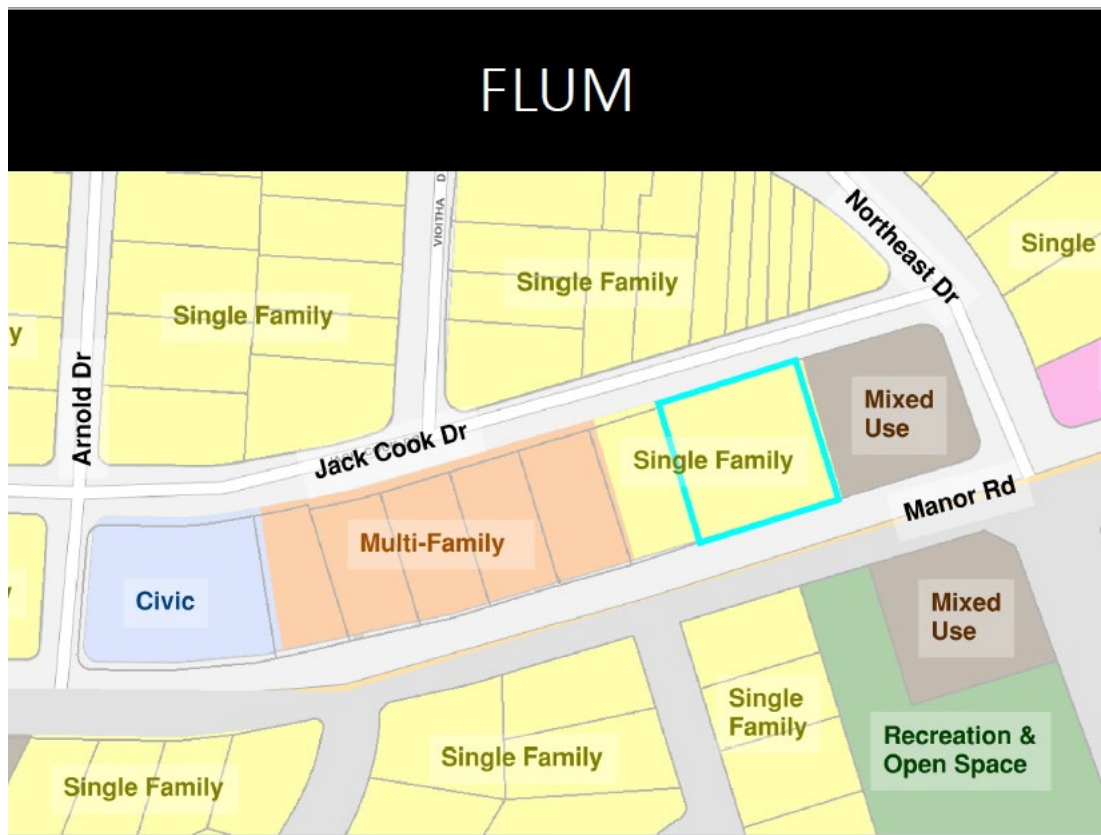 FLUM
VIOITHA D
Northeast Dr
Single
Single Family
Single Family
y
Arnold Dr
Mixed
Use
Jack Cook Dr
Single Family
Manor Rd
Multi-Family
Civic
Mixed
Use
Single
Family
Recreation &
Open Space
Single Family
Single Family